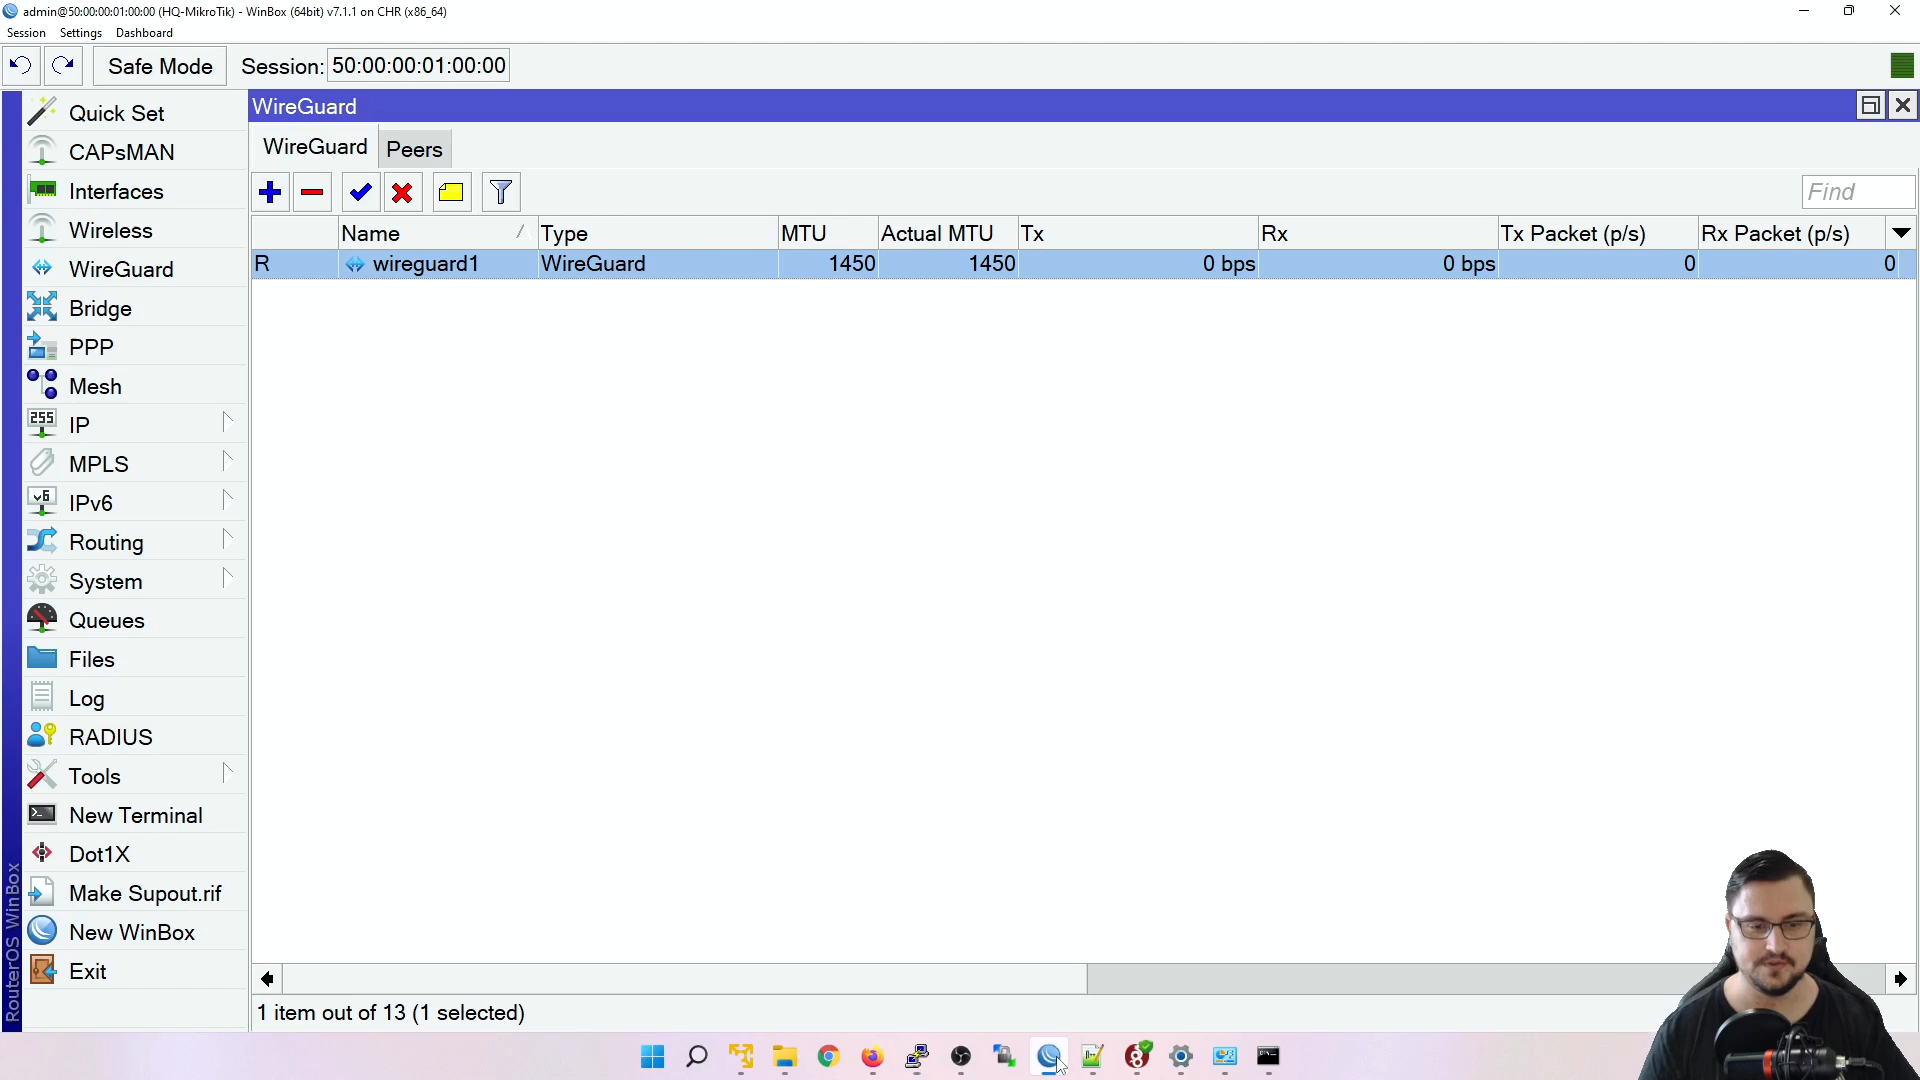 admin@50:00:00:01:00:00 (HQ-MikroTik) - WinBox (64bit) v7.1.1 on CHR (x86_64)
Session Settings Dashboard
Safe Mode Session: 50:00:00:01:00:00
WireGuard
WireGuard Peers
Find
Name Type MTU Actual MTU Tx Rx Tx Packet (p/s) Rx Packet (p/s)
R wireguard1 WireGuard 1450 1450 0 bps 0 bps 0 0
Quick Set
CAPsMAN
Interfaces
Wireless
WireGuard
Bridge
PPP
Mesh
255 IP
MPLS
v6 IPv6
Routing
System
Queues
Files
Log
RADIUS
Tools
New Terminal
Dot1X
Make Supout.rif
New WinBox
Exit
RouterOS WinBox
1 item out of 13 (1 selected)